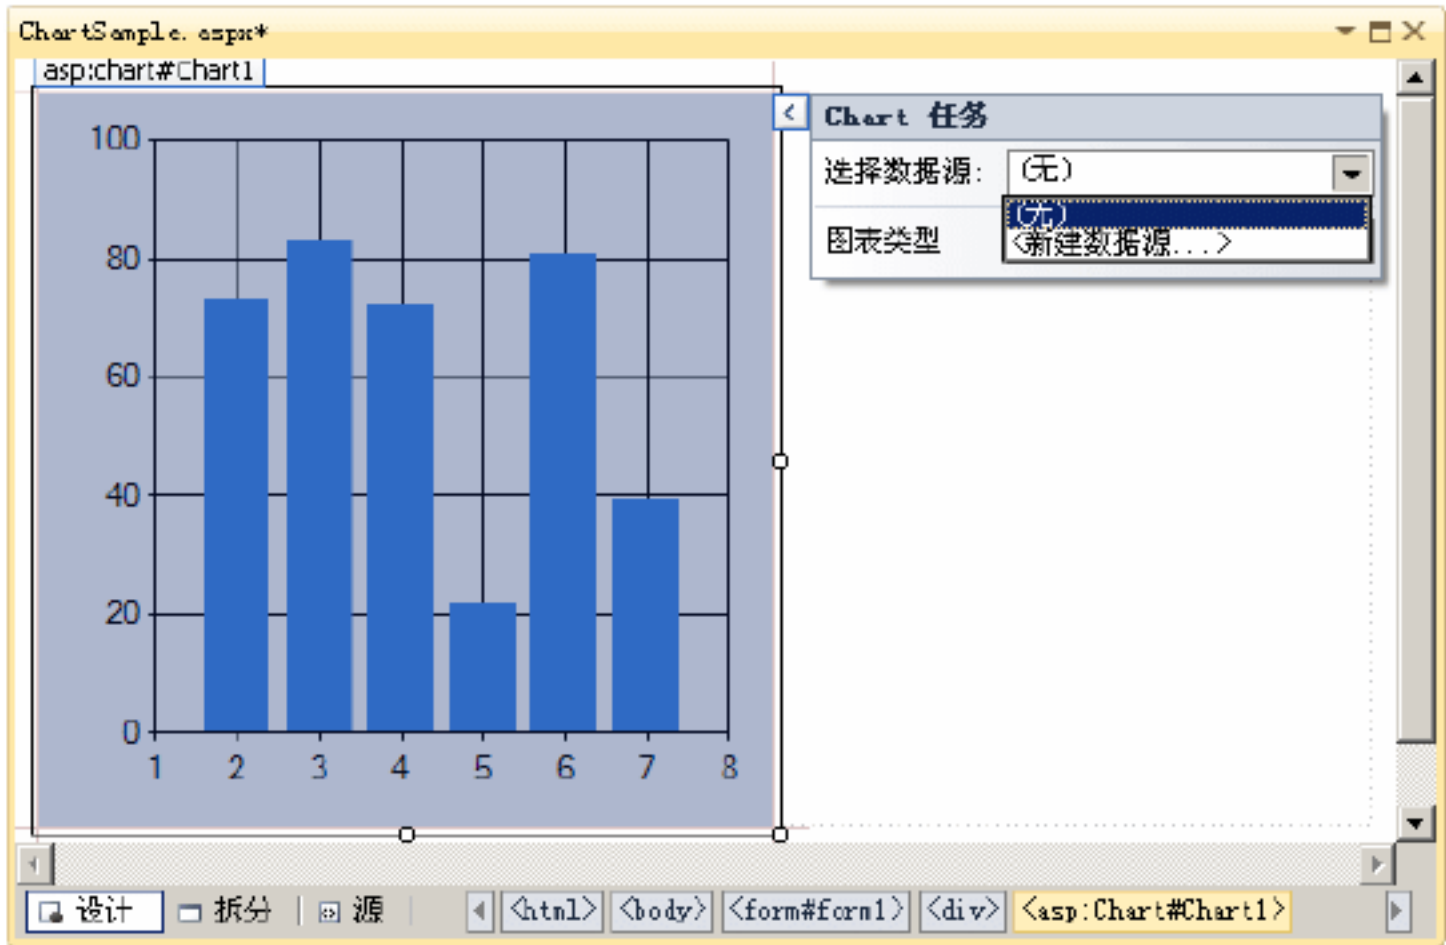 ChartSample.aspx*
asp:chart#Chart1
Chart 任务
选择数据源: (无)
(无)
图表类型
<新建数据源...>
100
80
60
40
20
0
1 2 3 4 5 6 7 8
设计 拆分 源 <html> <body> <form#form1> <div> <asp:Chart#Chart1>